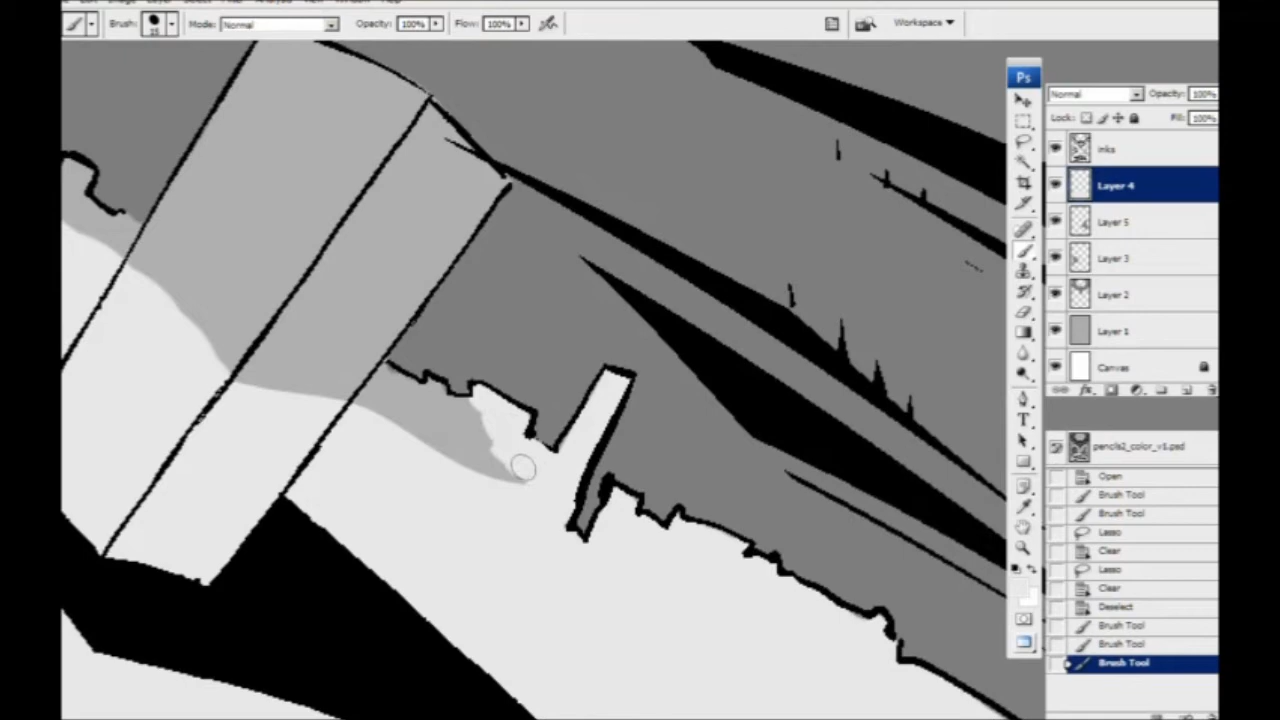 Brush: 15 Mode: Normal Opacity: 100% Flow: 100% Workspace
Ps
Normal Opacity: 100%
Lock: Fill: 100%
inks
Layer 4
Layer 5
Layer 3
Layer 2
Layer 1
Canvas
pencils2_color_v1.psd
Open
Brush Tool
Brush Tool
Lasso
Clear
Lasso
Clear
Deselect
Brush Tool
Brush Tool
Brush Tool